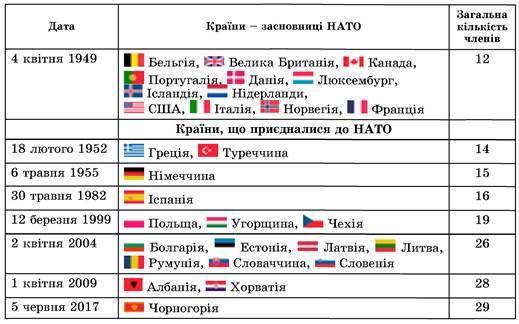 Дата
Країни – засновниці НАТО
Загальна
кількість
членів
4 квітня 1949
Бельгія, Велика Британія, Канада,
Португалія, Данія, Люксембург,
Ісландія, Нідерланди,
США, Італія, Норвегія, Франція
12
Країни, що приєдналися до НАТО
18 лютого 1952
Греція, Туреччина
14
6 травня 1955
Німеччина
15
30 травня 1982
Іспанія
16
12 березня 1999
Польща, Угорщина, Чехія
19
2 квітня 2004
Болгарія, Естонія, Латвія, Литва,
Румунія, Словаччина, Словенія
26
1 квітня 2009
Албанія, Хорватія
28
5 червня 2017
Чорногорія
29